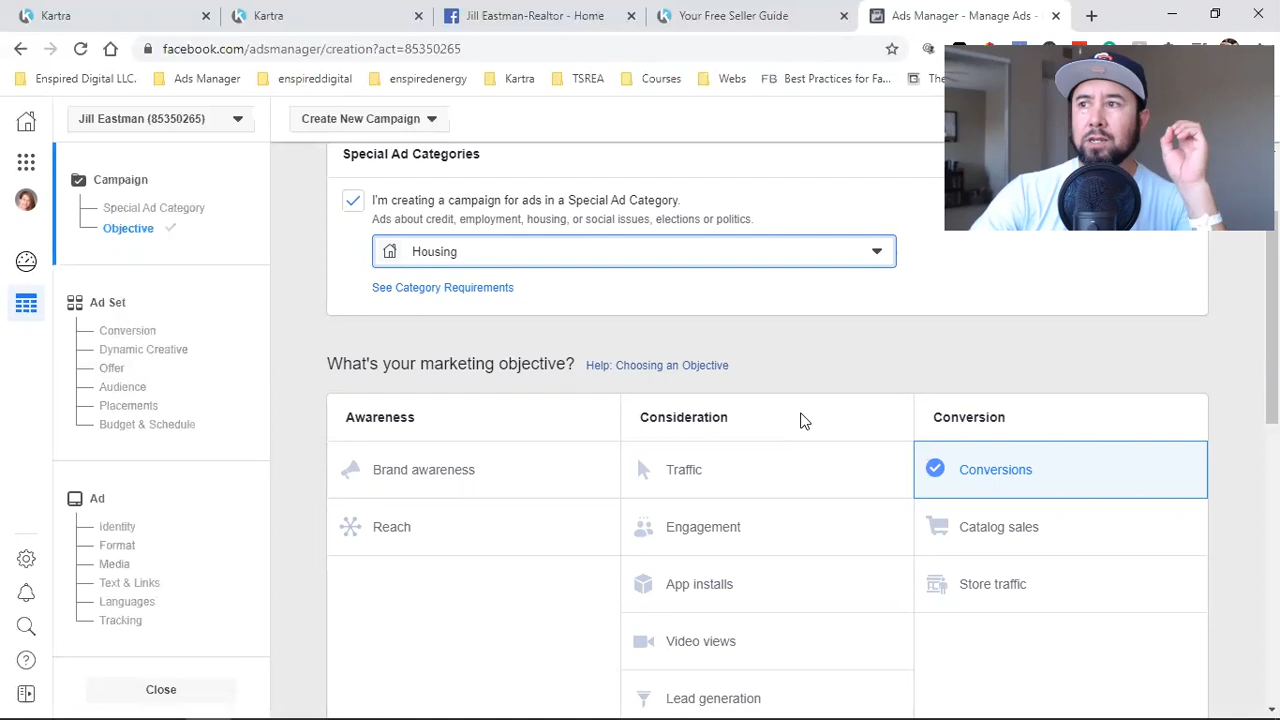 Kartra
Kartra
Jill Eastman-Realtor - Home
Your Free Seller Guide
Ads Manager - Manage Ads -
facebook.com/adsmanager/creation?act=85350265
Enspired Digital LLC.
Ads Manager
ensaireddigital
enspiredenergy
Kartra
TSREA
Courses
Webs
FB Best Practices for Fa...
The
Jill Eastman (85350265)
Create New Campaign
Campaign
Special Ad Category
Objective
Ad Set
Conversion
Dynamic Creative
Offer
Audience
Placements
Budget & Schedule
Ad
Identity
Format
Media
Text & Links
Languages
Tracking
Close
Special Ad Categories
I'm creating a campaign for ads in a Special Ad Category.
Ads about credit, employment, housing, or social issues, elections or politics.
Housing
See Category Requirements
What's your marketing objective? Help: Choosing an Objective
Awareness
Consideration
Conversion
Brand awareness
Traffic
Conversions
Reach
Engagement
Catalog sales
App installs
Store traffic
Video views
Lead generation